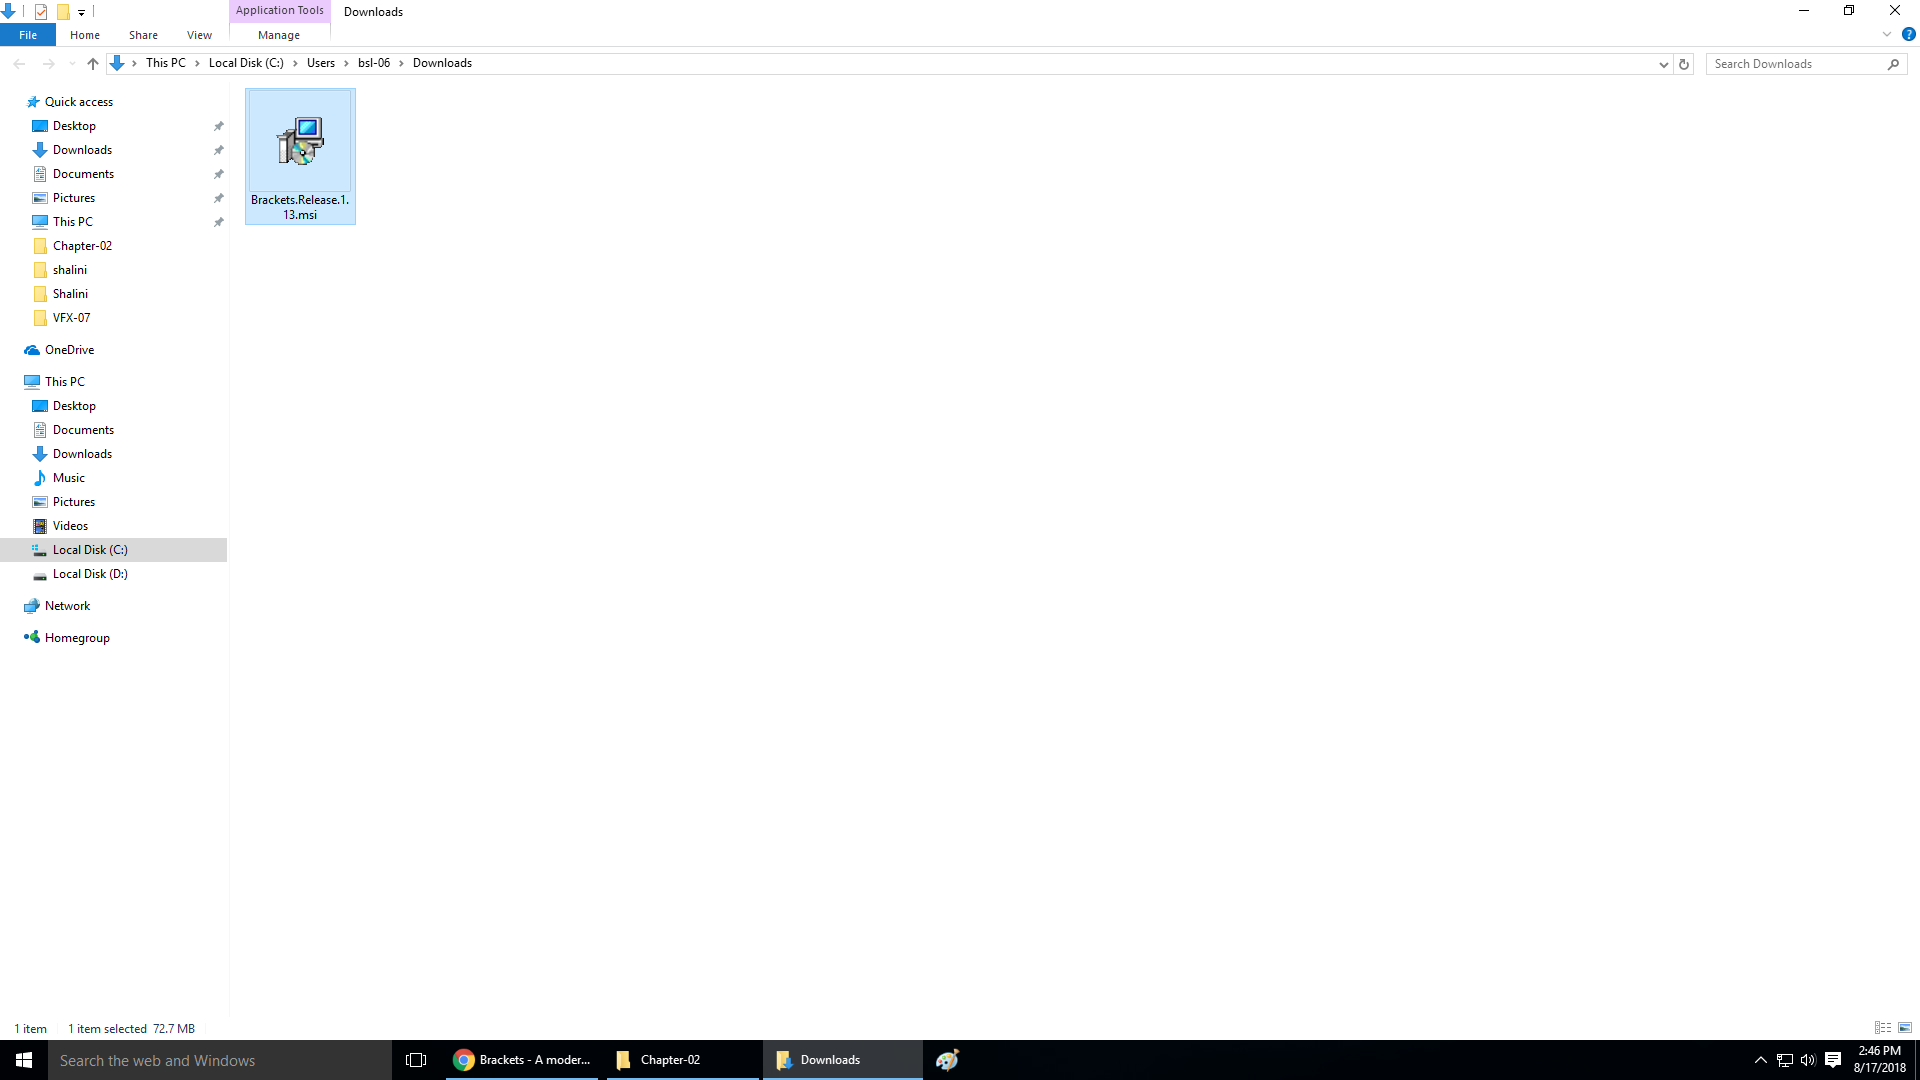 Application Tools
Downloads
File
Home
Share
View
Manage
This PC
Local Disk (C:)
Users
bsl-06
Downloads
Search Downloads
Quick access
Desktop
Downloads
Documents
Pictures
This PC
Chapter-02
shalini
Shalini
VFX-07
OneDrive
This PC
Desktop
Documents
Downloads
Music
Pictures
Videos
Local Disk (C:)
Local Disk (D:)
Network
Homegroup
Brackets.Release.1.
13.msi
1 item
1 item selected 72.7 MB
Search the web and Windows
Brackets - A moder...
Chapter-02
Downloads
2:46 PM
8/17/2018